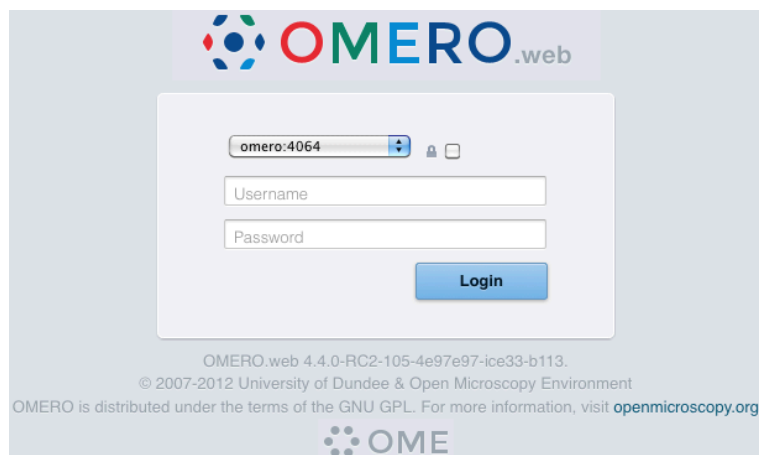 OMERO.web
omero:4064
Username
Password
Login
OMERO.web 4.4.0-RC2-105-4e97e97-ice33-b113.
© 2007-2012 University of Dundee & Open Microscopy Environment
OMERO is distributed under the terms of the GNU GPL. For more information, visit openmicroscopy.org
OME